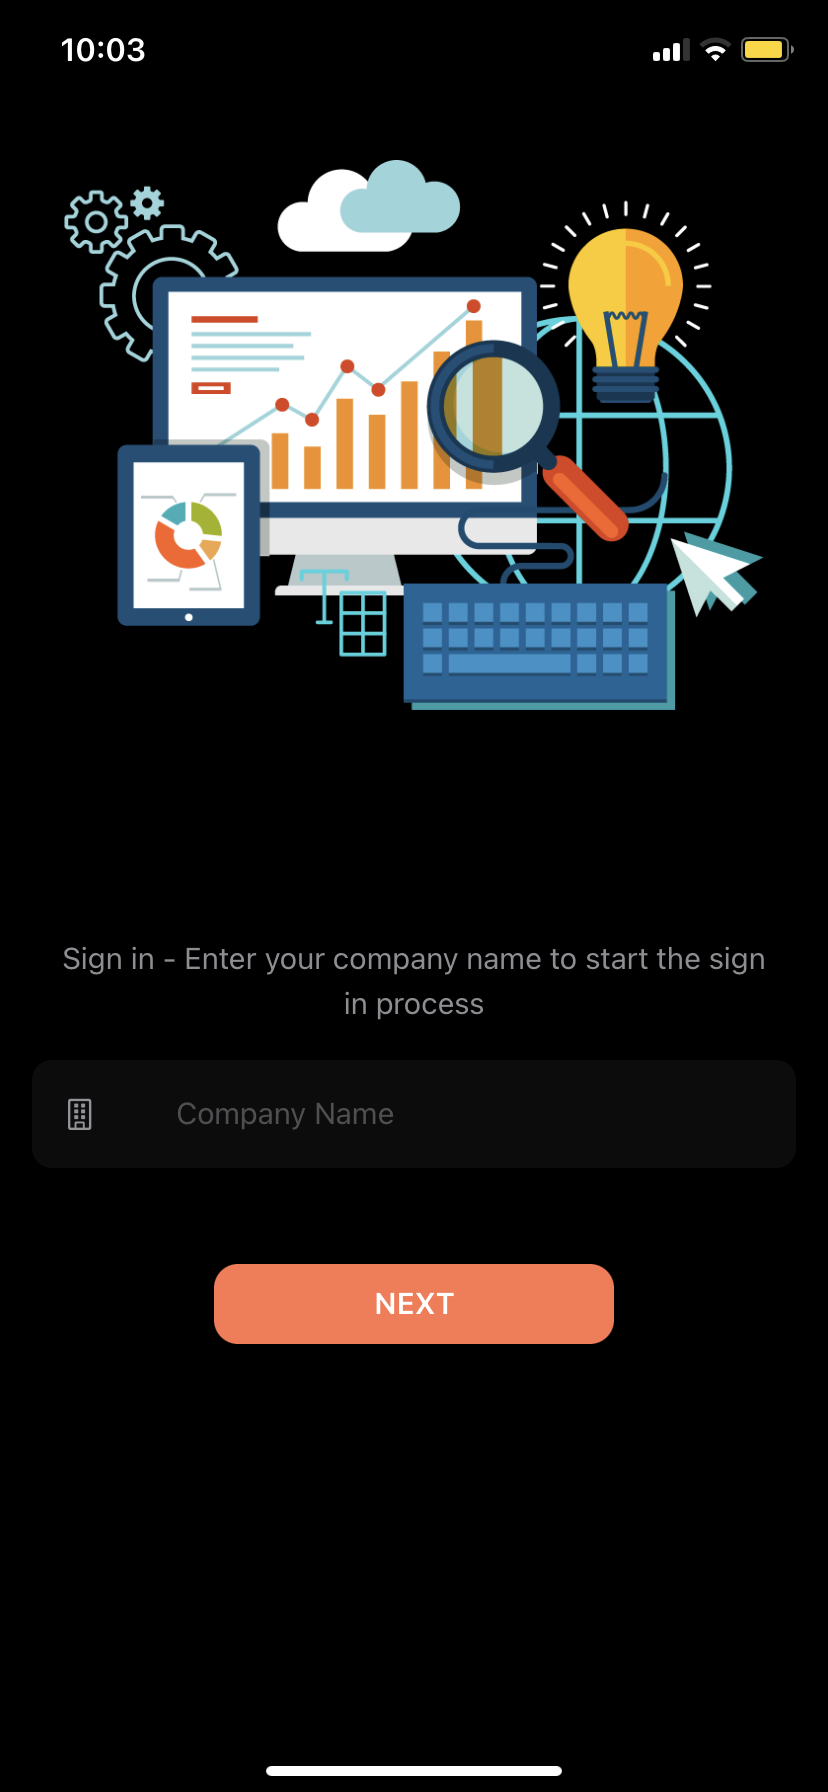 10:03
Sign in - Enter your company name to start the sign
in process
Company Name
NEXT